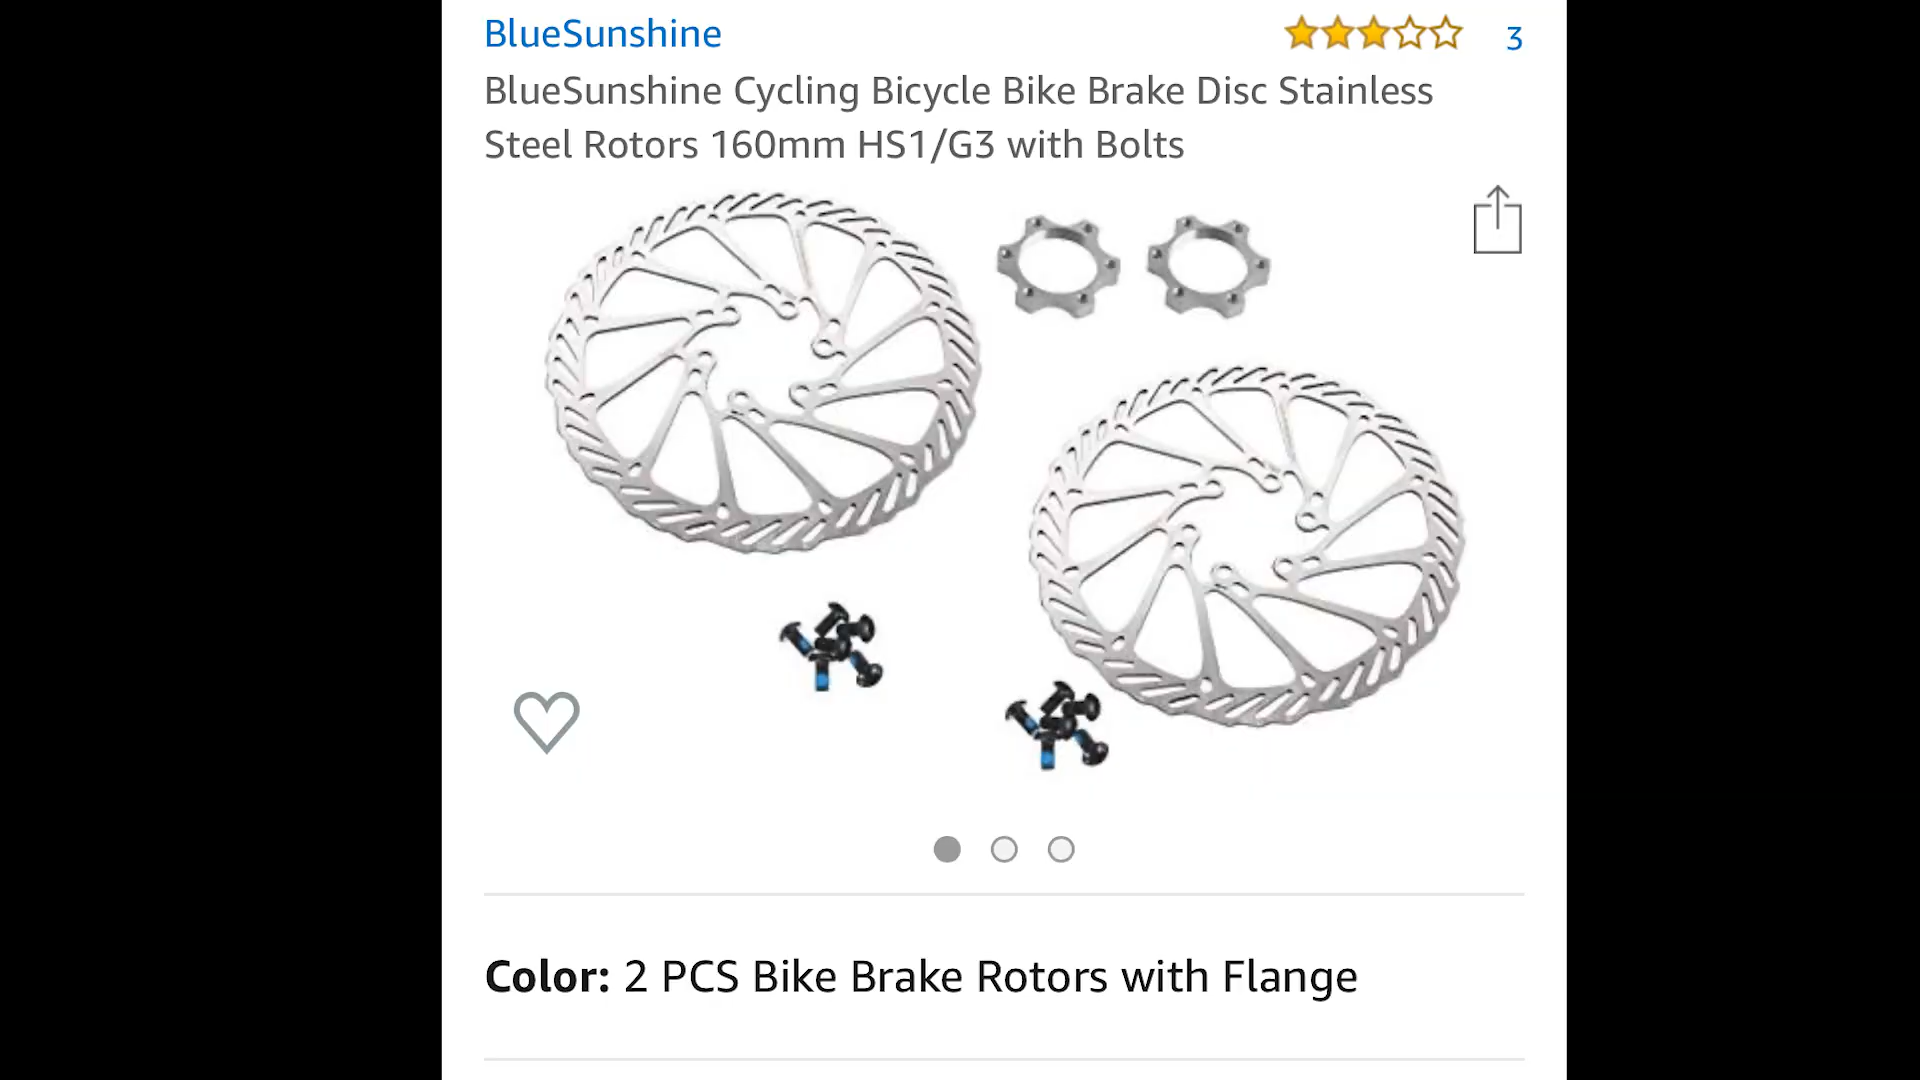 BlueSunshine 3
BlueSunshine Cycling Bicycle Bike Brake Disc Stainless
Steel Rotors 160mm HS1/G3 with Bolts
Color: 2 PCS Bike Brake Rotors with Flange